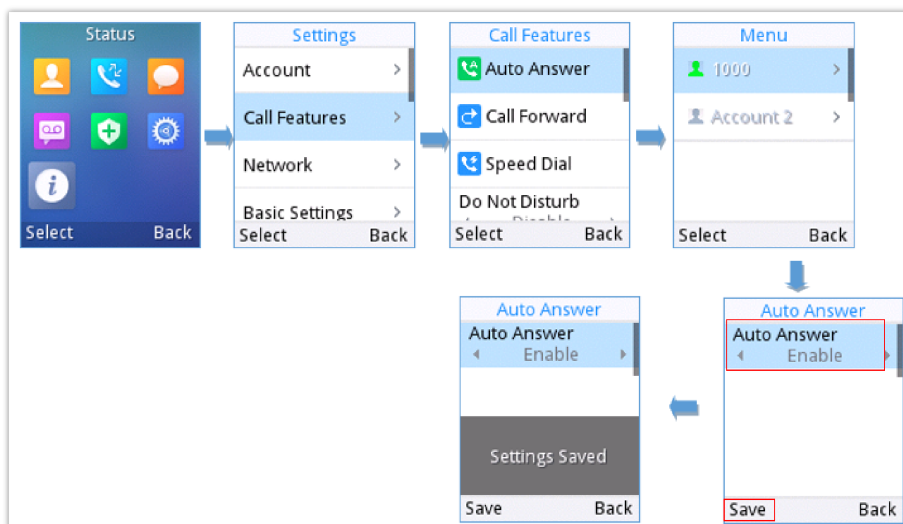 Status
Select Back
Settings
Account
Call Features
Network
Basic Settings
Select Back
Call Features
Auto Answer
Call Forward
Speed Dial
Do Not Disturb
Disable
Select Back
Menu
1000
Account 2
Select Back
Auto Answer
Auto Answer
Enable
Save Back
Auto Answer
Auto Answer
Enable
Settings Saved
Save Back